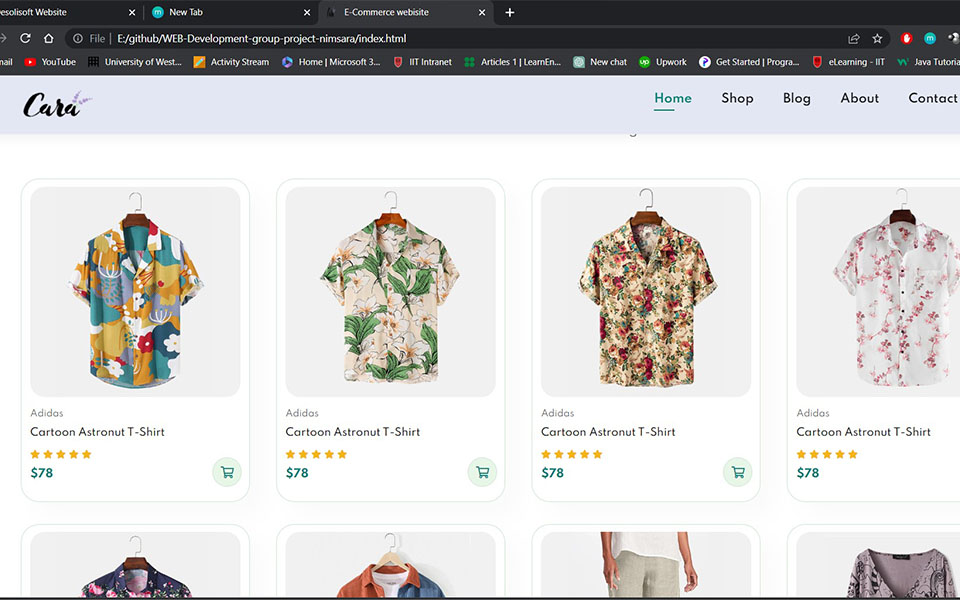 esolisoft Website
New Tab
E-Commerce webisite
File | E:/github/WEB-Development-group-project-nimsara/index.html
mail YouTube University of West... Activity Stream Home | Microsoft 3... IIT Intranet Articles 1 | LearnEn... New chat Upwork Get Started | Progra... eLearning - IIT Java Tutoria
Cara
Home Shop Blog About Contact
Adidas
Cartoon Astronut T-Shirt
$78
Adidas
Cartoon Astronut T-Shirt
$78
Adidas
Cartoon Astronut T-Shirt
$78
Adidas
Cartoon Astronut T-Shirt
$78